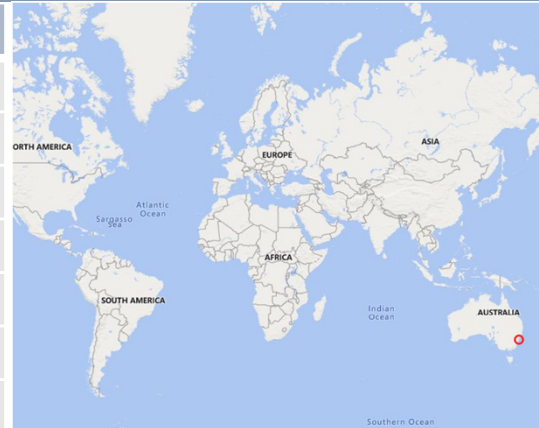 ORTH AMERICA
EUROPE
ASIA
Atlantic
Ocean
Sargasso
Sea
AFRICA
SOUTH AMERICA
Indian
Ocean
AUSTRALIA
Southern Ocean